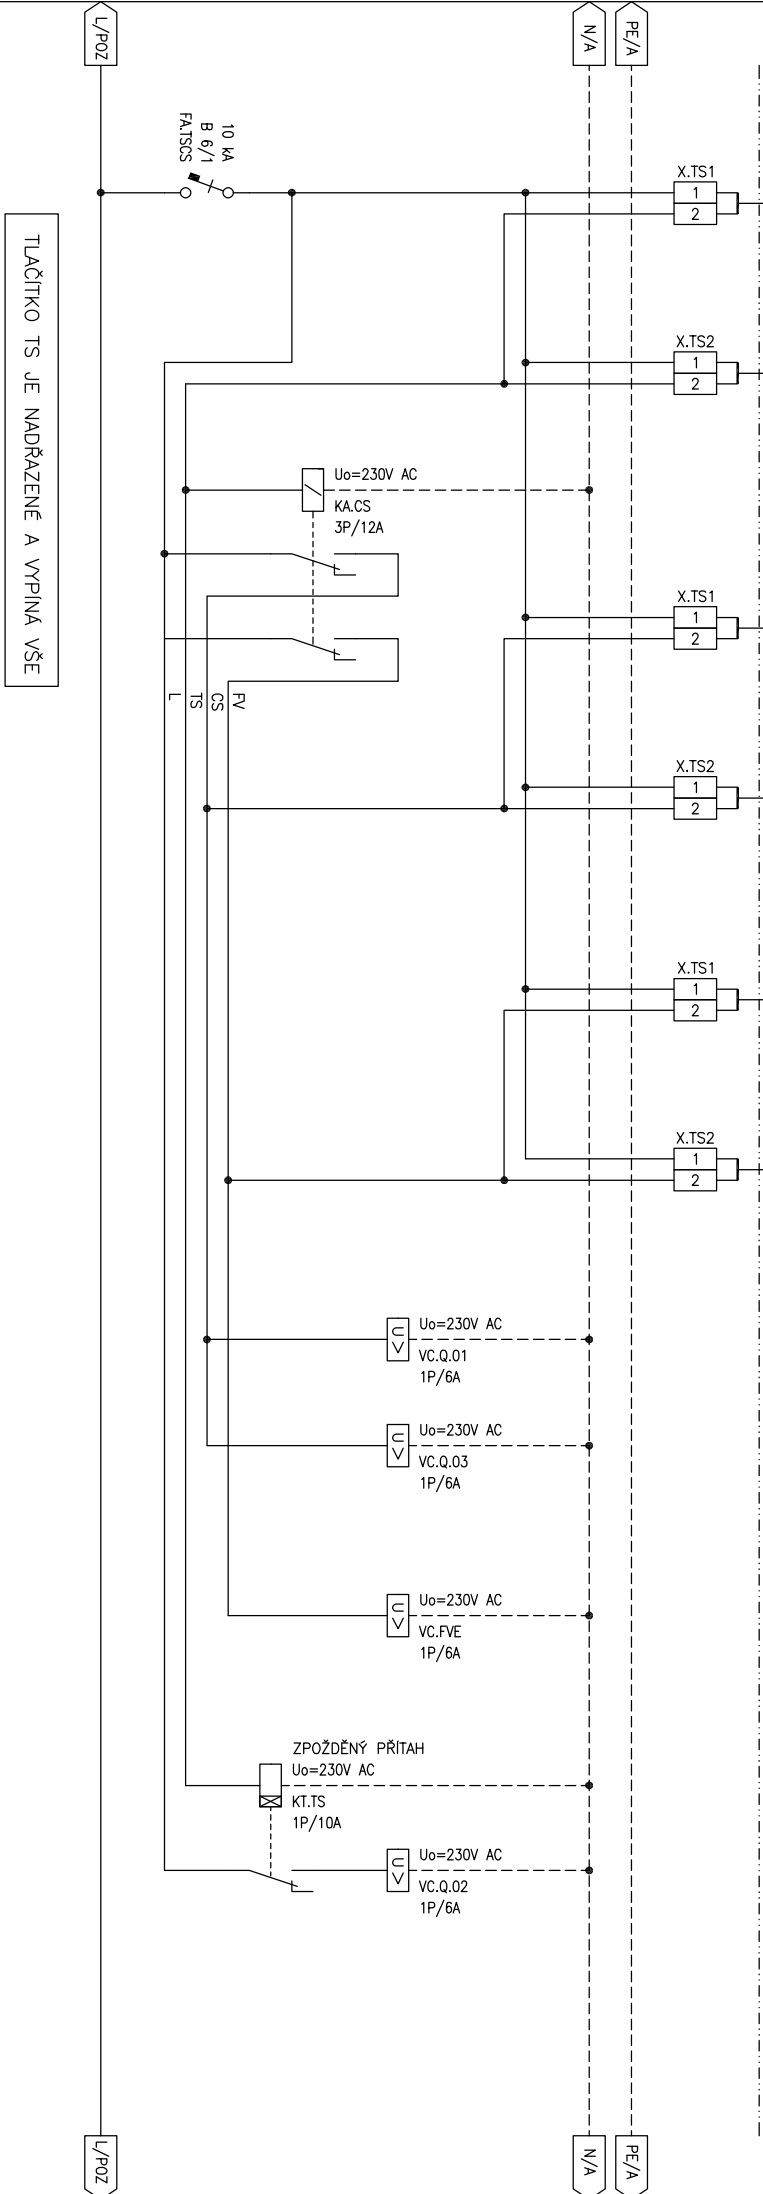 L/POZ
N/A
PE/A
10 kA
B 6/1
FA.TSCS
X.TS1
1
2
TLAČÍTKO TS JE NADŘAZENÉ A VYPÍNÁ VŠE
X.TS2
1
2
Uo=230V AC
KA.CS
3P/12A
X.TS1
1
2
FV
CS
TS
L
X.TS2
1
2
X.TS1
1
2
X.TS2
1
2
Uo=230V AC
U>
VC.Q.01
1P/6A
Uo=230V AC
U>
VC.Q.03
1P/6A
Uo=230V AC
U>
VC.FVE
1P/6A
ZPOŽDĚNÝ PŘÍTAH
Uo=230V AC
KT.TS
1P/10A
Uo=230V AC
U>
VC.Q.02
1P/6A
L/POZ
N/A
PE/A